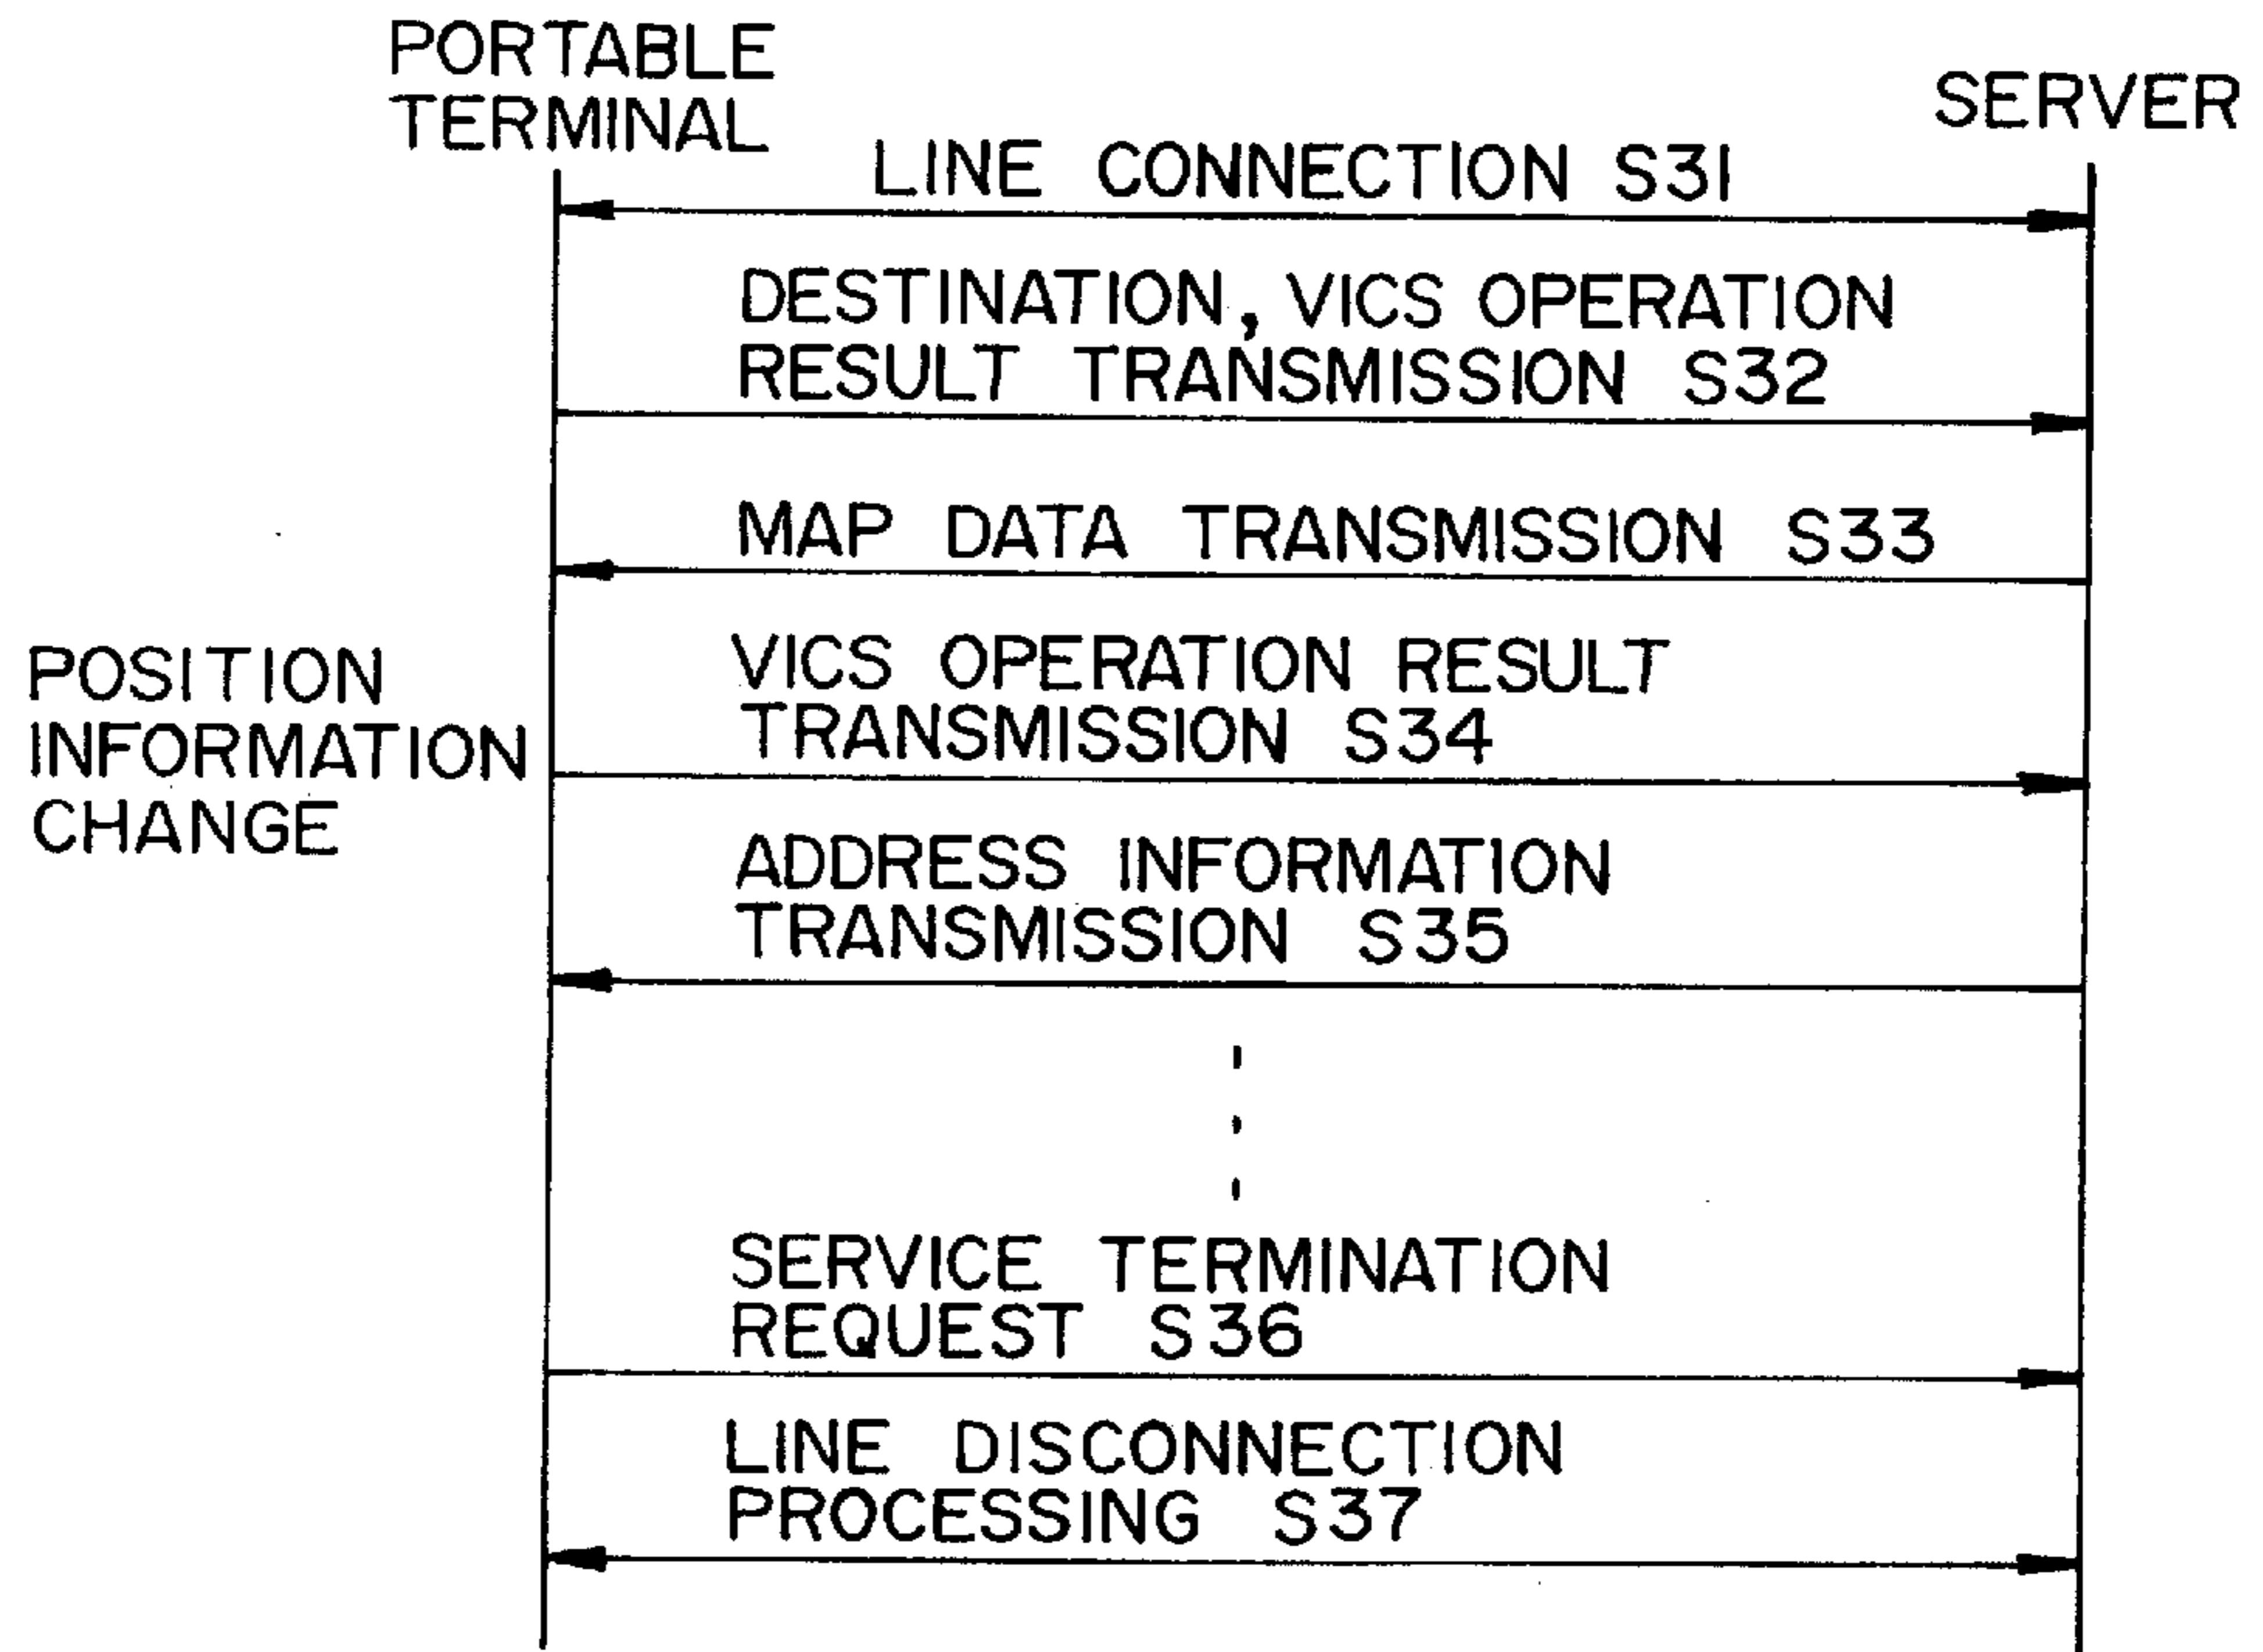 PORTABLE
TERMINAL
SERVER
LINE CONNECTION S31
DESTINATION, VICS OPERATION
RESULT TRANSMISSION S32
MAP DATA TRANSMISSION S33
POSITION
INFORMATION
CHANGE
VICS OPERATION RESULT
TRANSMISSION S34
ADDRESS INFORMATION
TRANSMISSION S35
SERVICE TERMINATION
REQUEST S36
LINE DISCONNECTION
PROCESSING S37